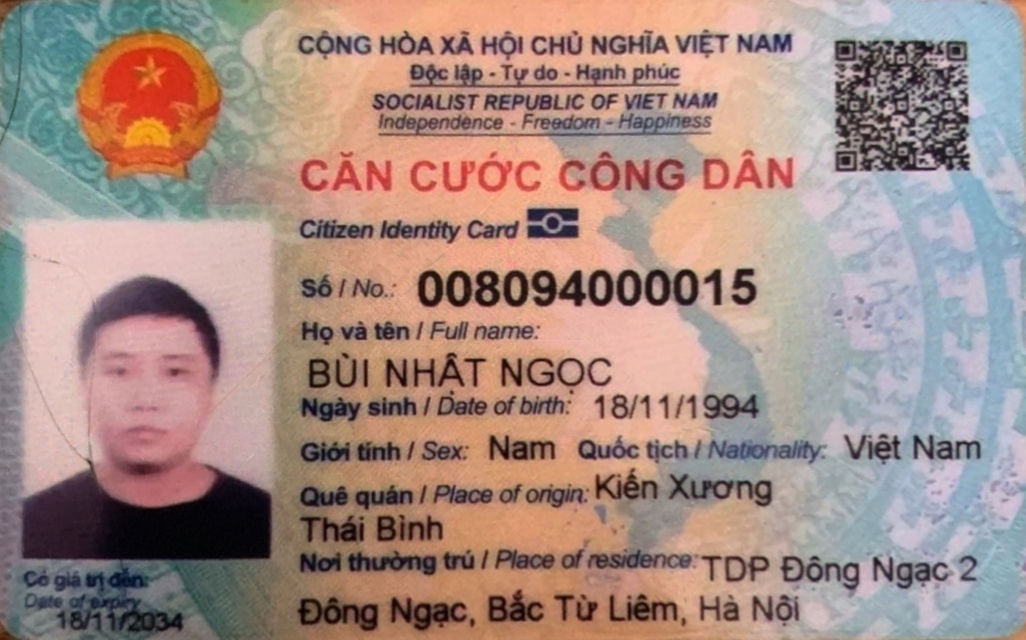 CỘNG HÒA XÃ HỘI CHỦ NGHĨA VIỆT NAM
Độc lập - Tự do - Hạnh phúc
SOCIALIST REPUBLIC OF VIET NAM
Independence - Freedom - Happiness
CĂN CƯỚC CÔNG DÂN
Citizen Identity Card
Số / No.: 008094000015
Họ và tên / Full name:
BÙI NHẬT NGỌC
Ngày sinh / Date of birth: 18/11/1994
Giới tính / Sex: Nam Quốc tịch / Nationality: Việt Nam
Quê quán / Place of origin: Kiến Xương
Thái Bình
Nơi thường trú / Place of residence: TDP Đông Ngạc 2
Đông Ngạc, Bắc Từ Liêm, Hà Nội
Có giá trị đến:
Date of expiry
18/11/2034